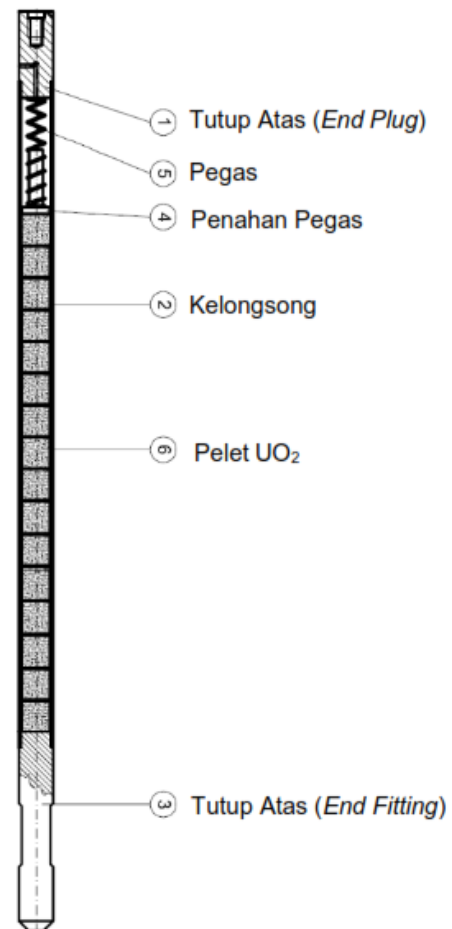 1 Tutup Atas (End Plug)
5 Pegas
4 Penahan Pegas
2 Kelongsong
6 Pelet UO₂
3 Tutup Atas (End Fitting)